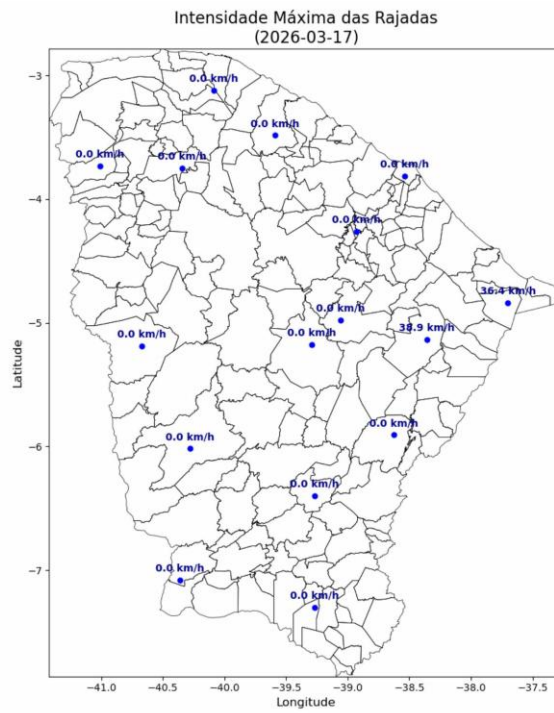 Intensidade Máxima das Rajadas
(2026-03-17)
0.0 km/h
0.0 km/h
0.0 km/h
0.0 km/h
0.0 km/h
0.0 km/h
36.4 km/h
0.0 km/h
38.9 km/h
0.0 km/h
0.0 km/h
0.0 km/h
0.0 km/h
0.0 km/h
0.0 km/h
0.0 km/h
−3
−4
−5
−6
−7
Latitude
−41.0
−40.5
−40.0
−39.5
−39.0
−38.5
−38.0
−37.5
Longitude